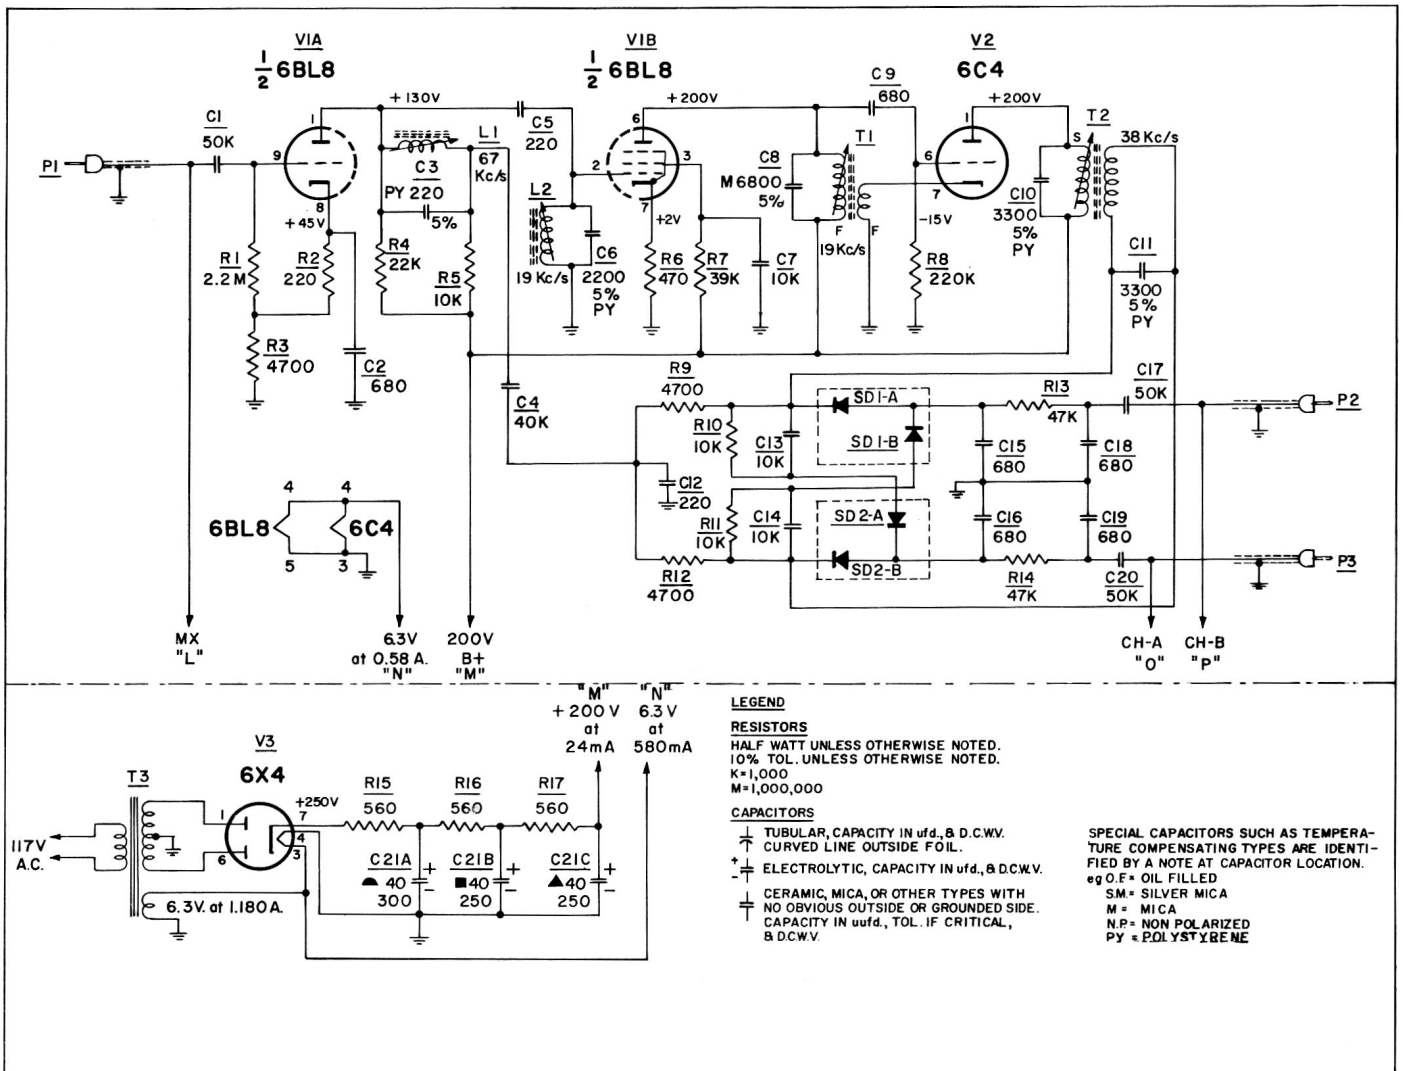 V1A
1/2 6BL8
V1B
1/2 6BL8
V2
6C4
C9
680
+130V
+200V
+200V
1
6
1
C1
50K
P1
9
8
+45V
C5
220
L1
67
Kc/s
C3
PY 220
5%
2
3
7
+2V
T1
C8
M6800
5%
F
F
19Kc/s
6
7
-15V
S
T2
38 Kc/s
C10
3300
5%
PY
C11
3300
5%
PY
R1
2.2M
R2
220
R4
22K
R5
10K
L2
19 Kc/s
C6
2200
5%
PY
R6
470
R7
39K
C7
10K
R8
220K
R3
4700
C2
680
C4
40K
R9
4700
R10
10K
C13
10K
SD1-A
SD1-B
R13
47K
C17
50K
P2
C15
680
C18
680
C12
220
R11
10K
C14
10K
SD2-A
SD2-B
C16
680
C19
680
R12
4700
R14
47K
C20
50K
P3
4
4
6BL8
6C4
5
3
MX
"L"
6.3V
at 0.58 A.
"N"
200V
B+
"M"
CH-A
"O"
CH-B
"P"
"M"
+200 V
at
24mA
"N"
6.3 V
at
580mA
V3
6X4
T3
117V
A.C.
1
6
+250V
7
4
3
R15
560
R16
560
R17
560
C21A
40
300
C21B
40
250
C21C
40
250
+
-
+
-
+
-
6.3V. at 1.180A.
LEGEND
RESISTORS
HALF WATT UNLESS OTHERWISE NOTED.
10% TOL. UNLESS OTHERWISE NOTED.
K=1,000
M=1,000,000
CAPACITORS
TUBULAR, CAPACITY IN ufd., & D.C.W.V.
CURVED LINE OUTSIDE FOIL.
+
-
ELECTROLYTIC, CAPACITY IN ufd., & D.C.W.V.
CERAMIC, MICA, OR OTHER TYPES WITH
NO OBVIOUS OUTSIDE OR GROUNDED SIDE.
CAPACITY IN uufd., TOL. IF CRITICAL,
& D.C.W.V.
SPECIAL CAPACITORS SUCH AS TEMPERA-
TURE COMPENSATING TYPES ARE IDENTI-
FIED BY A NOTE AT CAPACITOR LOCATION.
eg O.F= OIL FILLED
S.M.= SILVER MICA
M = MICA
N.P.= NON POLARIZED
PY = POLYSTYRENE